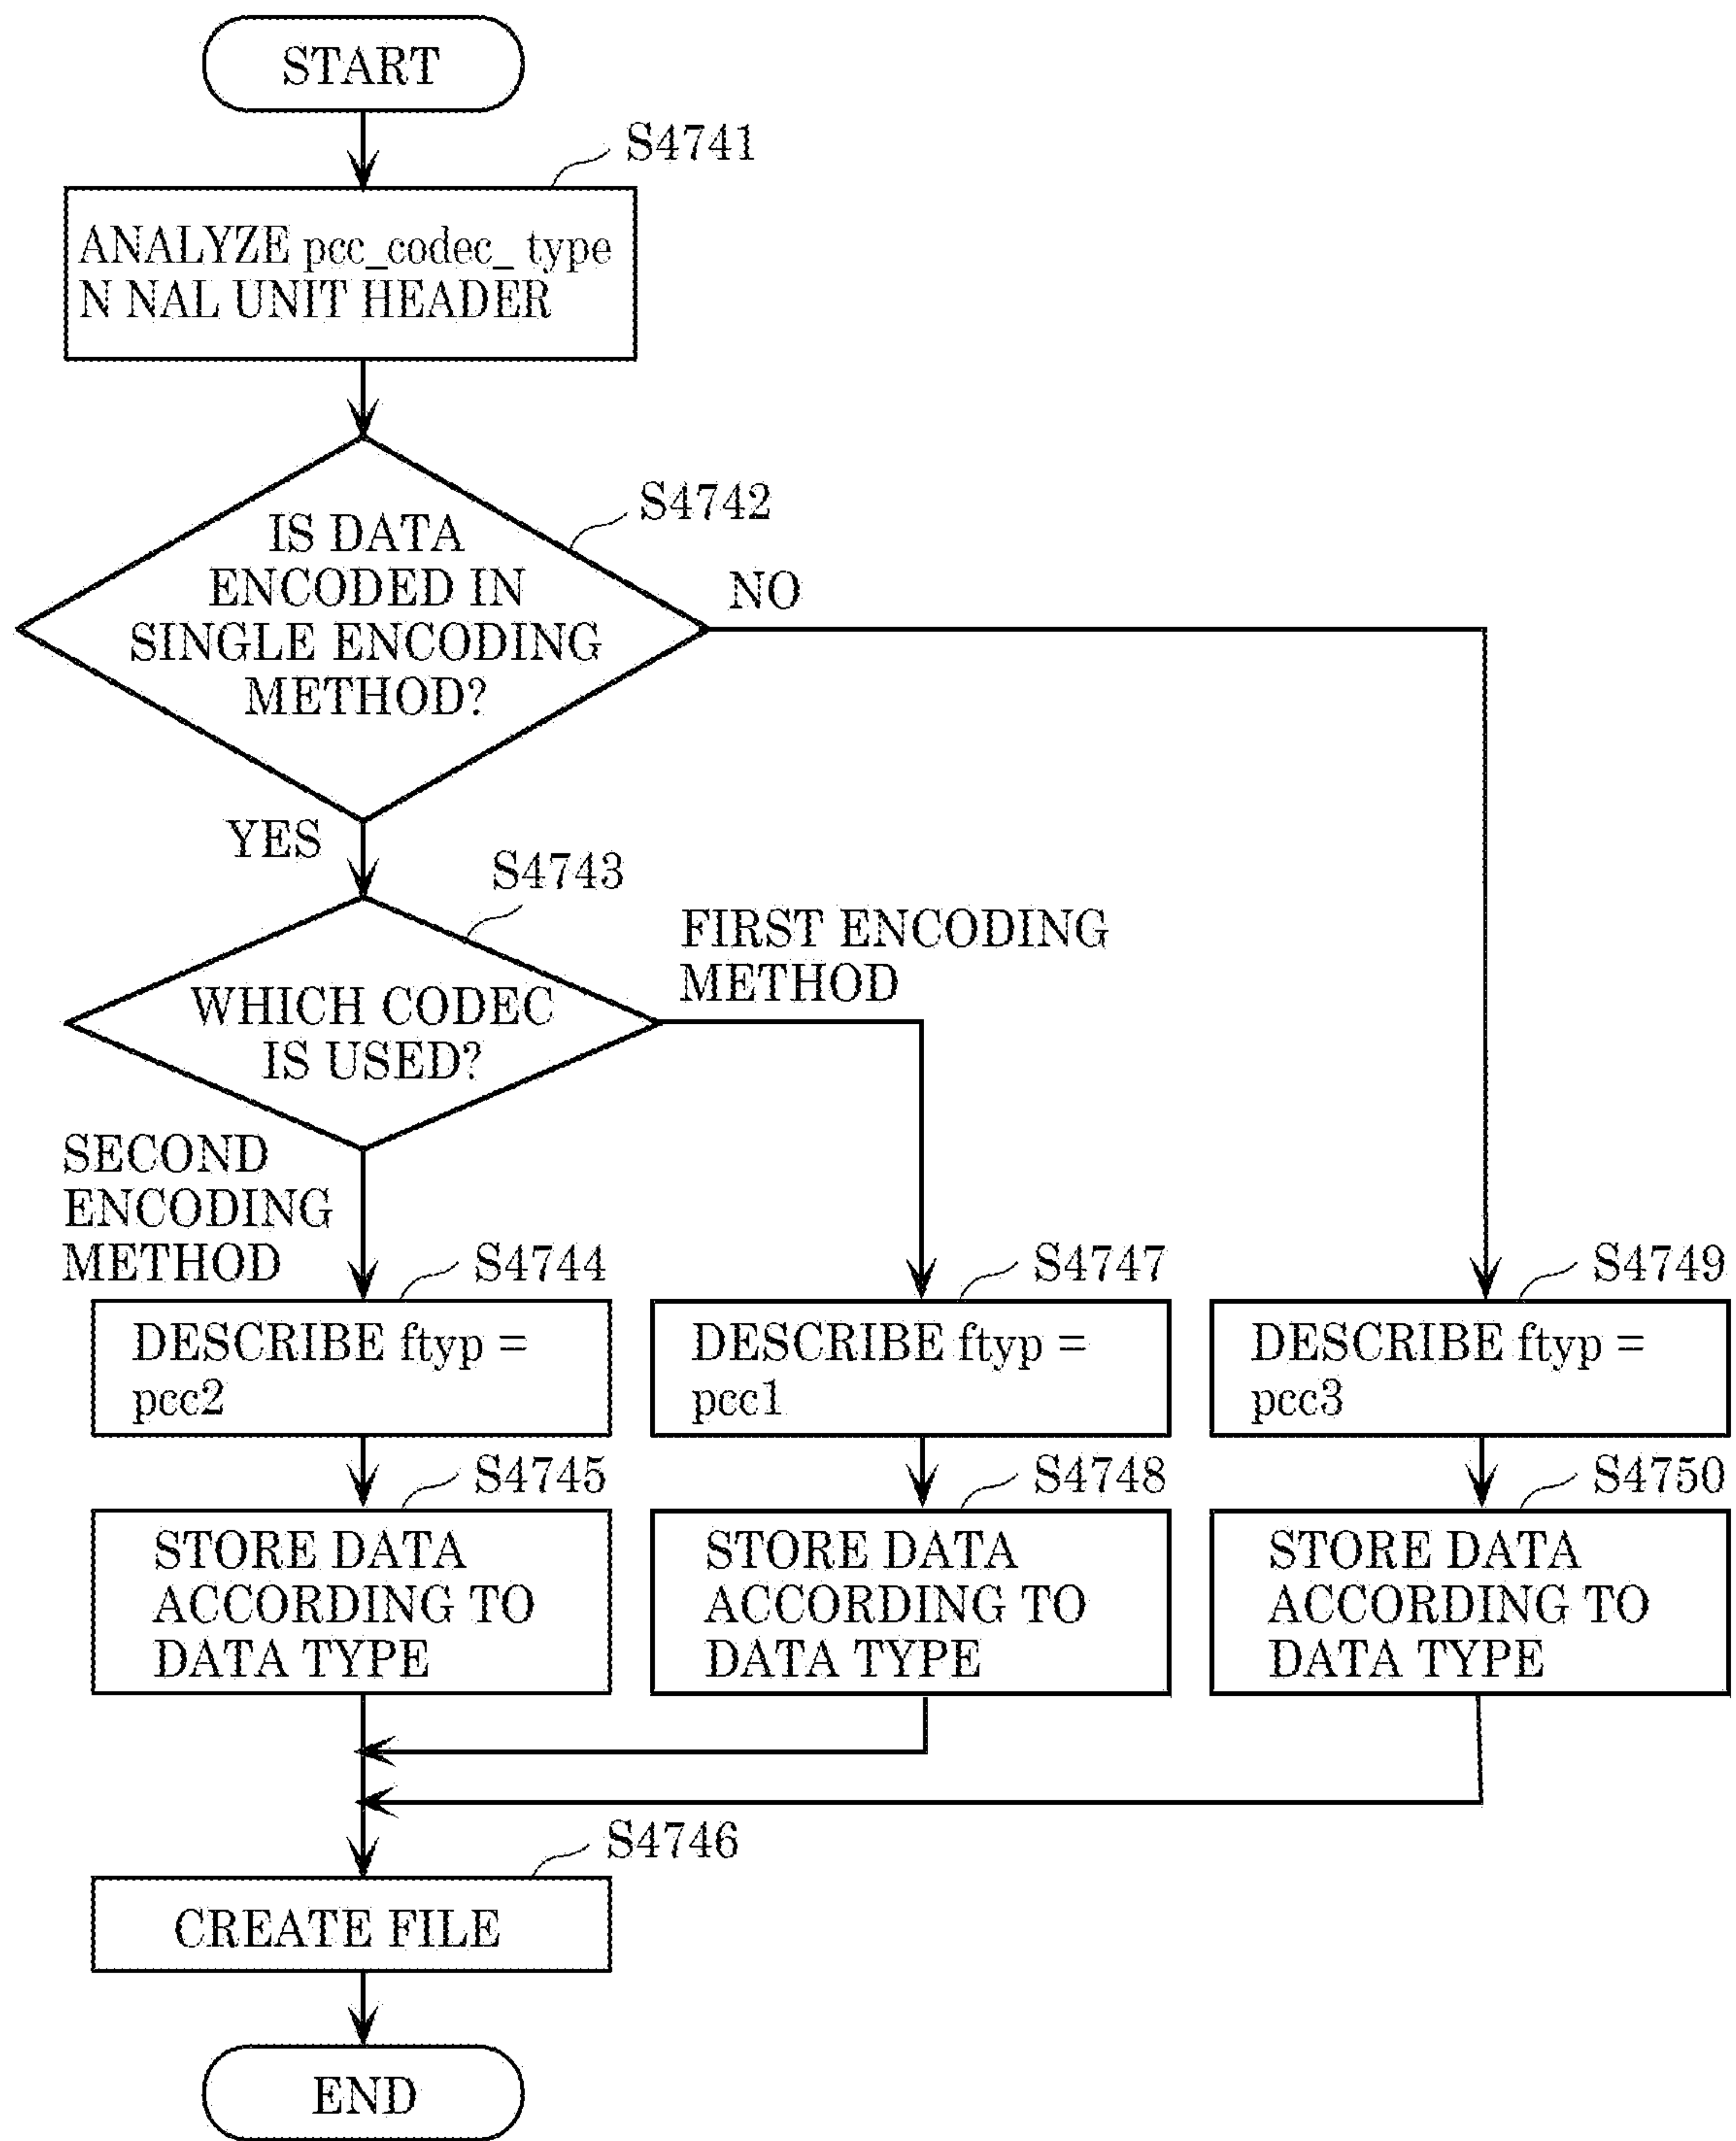 START
S4741
ANALYZE pcc_codec_ type
N NAL UNIT HEADER
S4742
IS DATA
ENCODED IN
SINGLE ENCODING
METHOD?
NO
YES
S4743
FIRST ENCODING
METHOD
WHICH CODEC
IS USED?
SECOND
ENCODING
METHOD
S4744
S4747
S4749
DESCRIBE ftyp =
pcc2
DESCRIBE ftyp =
pcc1
DESCRIBE ftyp =
pcc3
S4745
S4748
S4750
STORE DATA
ACCORDING TO
DATA TYPE
STORE DATA
ACCORDING TO
DATA TYPE
STORE DATA
ACCORDING TO
DATA TYPE
S4746
CREATE FILE
END